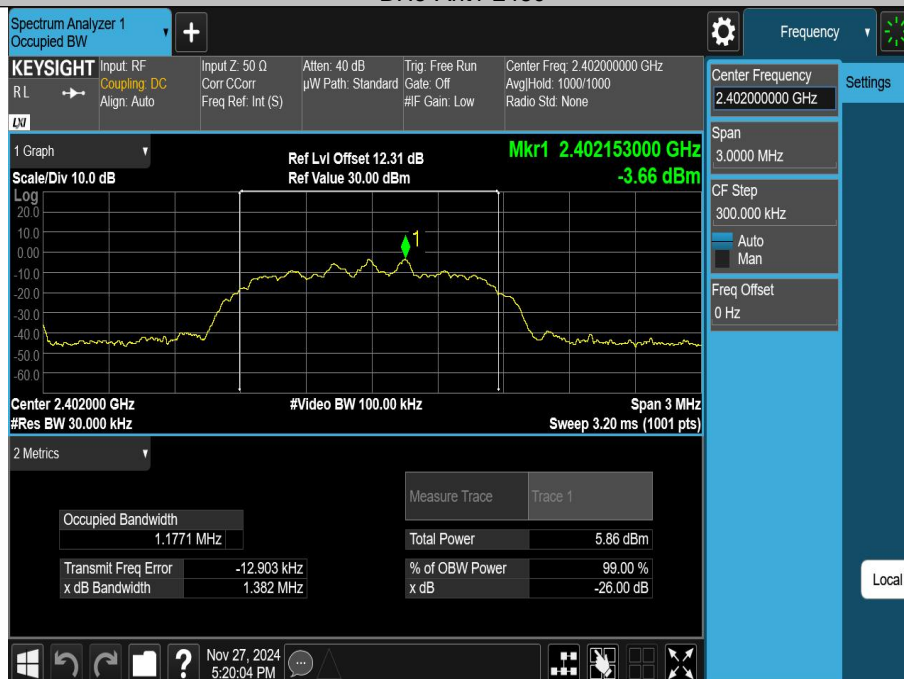 Spectrum Analyzer 1
Occupied BW
Frequency
KEYSIGHT
R L
LXI
Input: RF
Coupling: DC
Align: Auto
Input Z: 50 Ω
Corr CCorr
Freq Ref: Int (S)
Atten: 40 dB
µW Path: Standard
Trig: Free Run
Gate: Off
#IF Gain: Low
Center Freq: 2.402000000 GHz
Avg|Hold: 1000/1000
Radio Std: None
Center Frequency
2.402000000 GHz
Settings
Span
3.0000 MHz
CF Step
300.000 kHz
Auto
Man
Freq Offset
0 Hz
Local
1 Graph
Scale/Div 10.0 dB
Ref Lvl Offset 12.31 dB
Ref Value 30.00 dBm
Mkr1 2.402153000 GHz
-3.66 dBm
Log
20.0
10.0
0.00
-10.0
-20.0
-30.0
-40.0
-50.0
-60.0
1
Center 2.402000 GHz
#Res BW 30.000 kHz
#Video BW 100.00 kHz
Span 3 MHz
Sweep 3.20 ms (1001 pts)
2 Metrics
Measure Trace Trace 1
Occupied Bandwidth
1.1771 MHz
Total Power 5.86 dBm
Transmit Freq Error -12.903 kHz
% of OBW Power 99.00 %
x dB Bandwidth 1.382 MHz
x dB -26.00 dB
?
Nov 27, 2024
5:20:04 PM